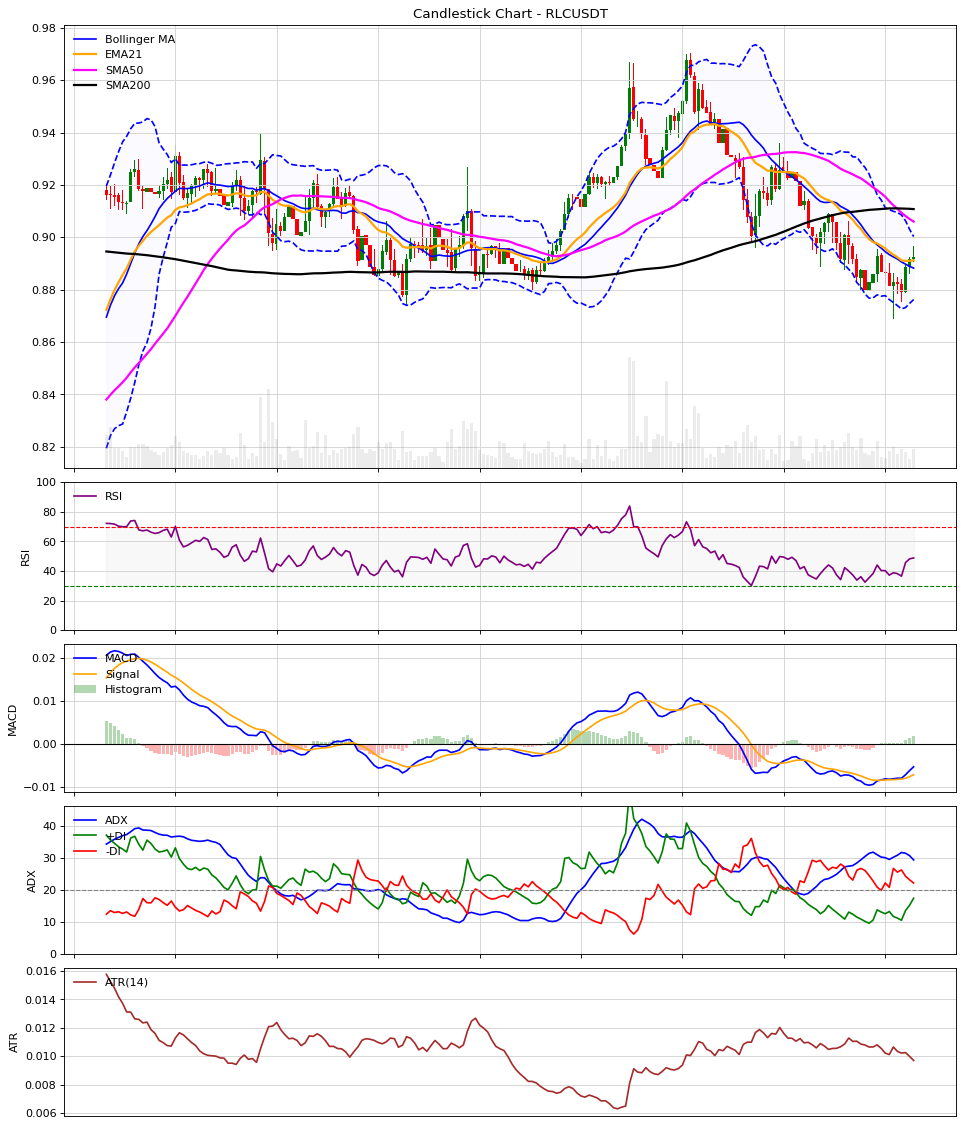 Candlestick Chart - RLCUSDT
0.98
0.96
0.94
0.92
0.90
0.88
0.86
0.84
0.82
Bollinger MA
EMA21
SMA50
SMA200
100
80
60
40
20
0
RSI
RSI
0.02
0.01
0.00
−0.01
MACD
MACD
Signal
Histogram
40
30
20
10
0
ADX
ADX
+DI
-DI
0.016
0.014
0.012
0.010
0.008
0.006
ATR
ATR(14)